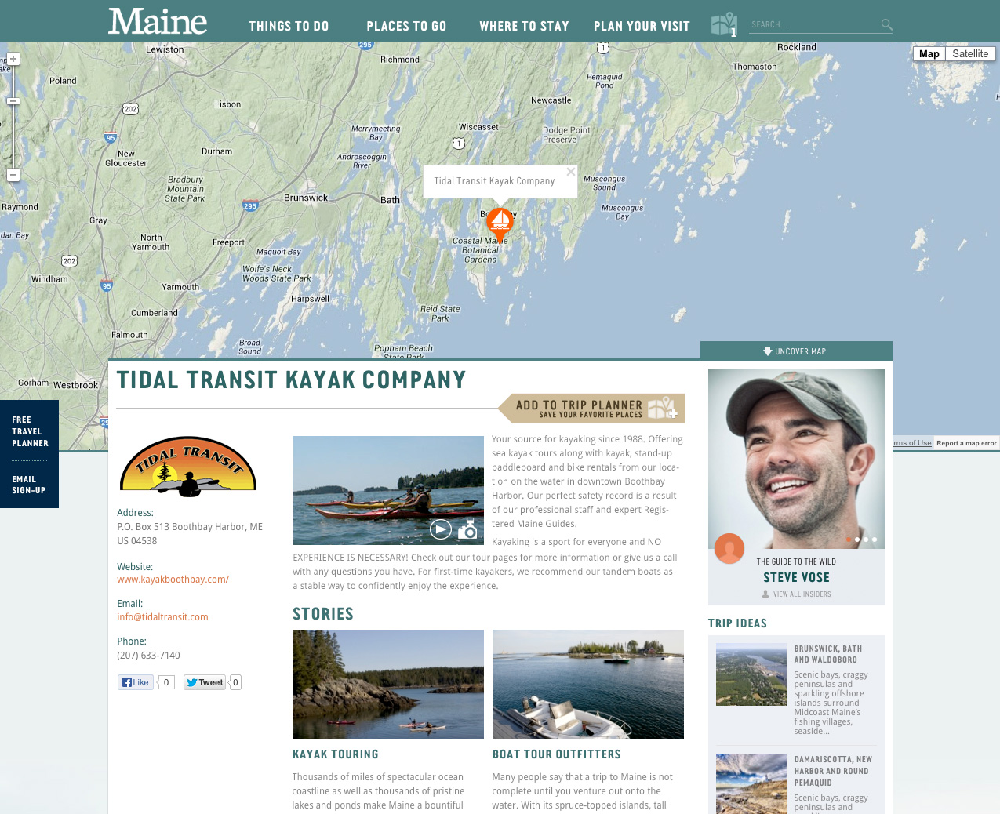 Maine
THINGS TO DO
PLACES TO GO
WHERE TO STAY
PLAN YOUR VISIT
1
SEARCH...
Lewiston
295
Richmond
1
Rockland
Map
Satellite
Poland
Pemaquid
Pond
Thomaston
Lisbon
202
Newcastle
95
Merrymeeting
Bay
Wiscasset
Dodge Point
Preserve
1
New
Gloucester
Durham
Androscoggin
River
Bradbury
Mountain
State Park
Tidal Transit Kayak Company
Muscongus
Sound
Brunswick
Bath
295
Raymond
Muscongus
Bay
Gray
North
Yarmouth
Freeport
Maquoit Bay
Coastal Maine
Botanical
Gardens
202
Wolfe's Neck
Woods State Park
Windham
95
Yarmouth
Harpswell
Cumberland
Reid State
Park
Falmouth
Broad
Sound
Popham Beach
State Park
UNCOVER MAP
Gorham
Westbrook
FREE
TRAVEL
PLANNER
EMAIL
SIGN-UP
TIDAL TRANSIT KAYAK COMPANY
ADD TO TRIP PLANNER
SAVE YOUR FAVORITE PLACES
TIDAL TRANSIT
Address:
P.O. Box 513 Boothbay Harbor, ME
US 04538
Website:
www.kayakboothbay.com/
Email:
info@tidaltransit.com
Phone:
(207) 633-7140
Like
0
Tweet
0
Your source for kayaking since 1988. Offering
sea kayak tours along with kayak, stand-up
paddleboard and bike rentals from our loca-
tion on the water in downtown Boothbay
Harbor. Our perfect safety record is a result
of our professional staff and expert Regis-
tered Maine Guides.
Kayaking is a sport for everyone and NO
EXPERIENCE IS NECESSARY! Check out our tour pages for more information or give us a call
with any questions you have. For first-time kayakers, we recommend our tandem boats as
a stable way to confidently enjoy the experience.
STORIES
KAYAK TOURING
Thousands of miles of spectacular ocean
coastline as well as thousands of pristine
lakes and ponds make Maine a bountiful
BOAT TOUR OUTFITTERS
Many people say that a trip to Maine is not
complete until you venture out onto the
water. With its spruce-topped islands, tall
of Use
Report a map error
THE GUIDE TO THE WILD
STEVE VOSE
VIEW ALL INSIDERS
TRIP IDEAS
BRUNSWICK, BATH
AND WALDOBORO
Scenic bays, craggy
peninsulas and
sparkling offshore
islands surround
Midcoast Maine's
fishing villages,
seaside...
DAMARISCOTTA, NEW
HARBOR AND ROUND
PEMAQUID
Scenic bays, craggy
peninsulas and